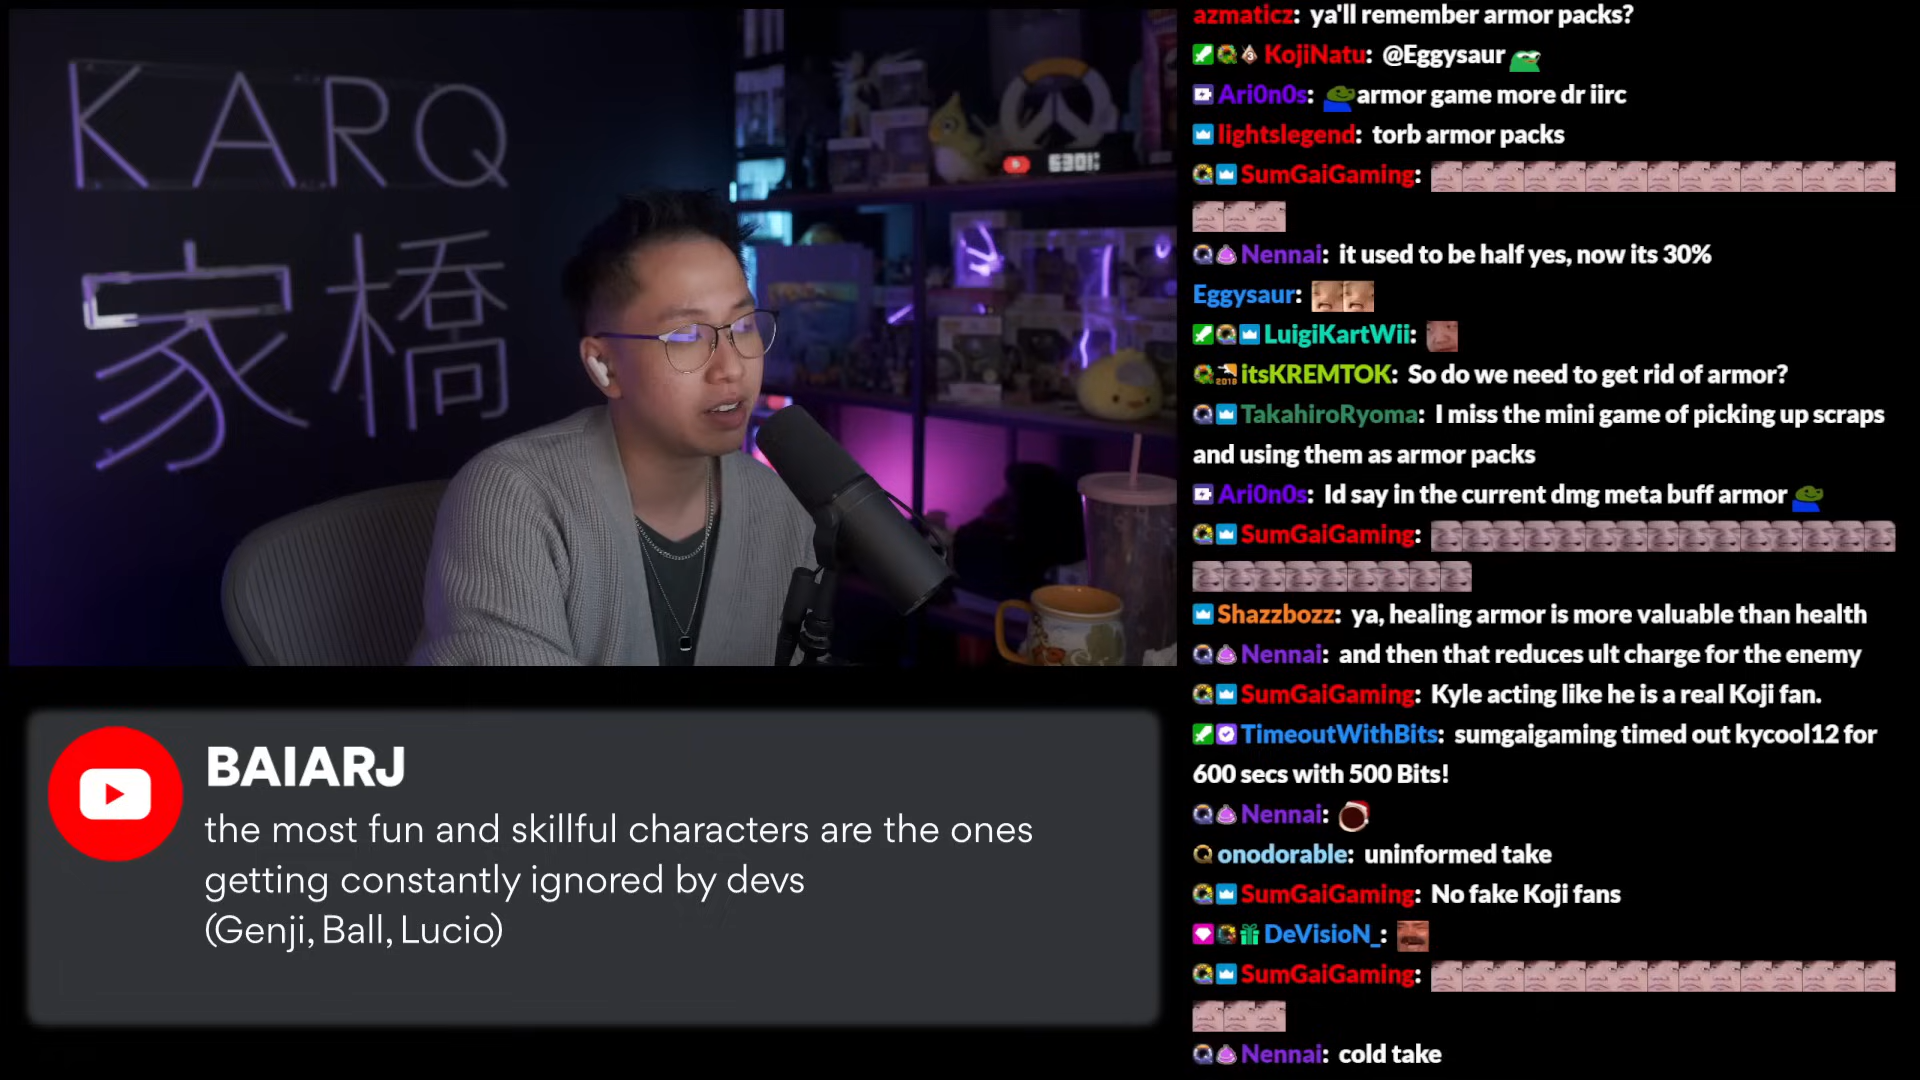 KARQ
家橋
BAIARJ
the most fun and skillful characters are the ones
getting constantly ignored by devs
(Genji, Ball, Lucio)
azmaticz: ya'll remember armor packs?
KojiNatu: @Eggysaur
Ari0n0s: armor game more dr iirc
lightslegend: torb armor packs
SumGaiGaming:
Nennai: it used to be half yes, now its 30%
Eggysaur:
LuigiKartWii:
2018 itsKREMTOK: So do we need to get rid of armor?
TakahiroRyoma: I miss the mini game of picking up scraps
and using them as armor packs
Ari0n0s: Id say in the current dmg meta buff armor
SumGaiGaming:
Shazzbozz: ya, healing armor is more valuable than health
Nennai: and then that reduces ult charge for the enemy
SumGaiGaming: Kyle acting like he is a real Koji fan.
TimeoutWithBits: sumgaigaming timed out kycool12 for
600 secs with 500 Bits!
Nennai:
onodorable: uninformed take
SumGaiGaming: No fake Koji fans
DeVisioN_:
SumGaiGaming:
Nennai: cold take